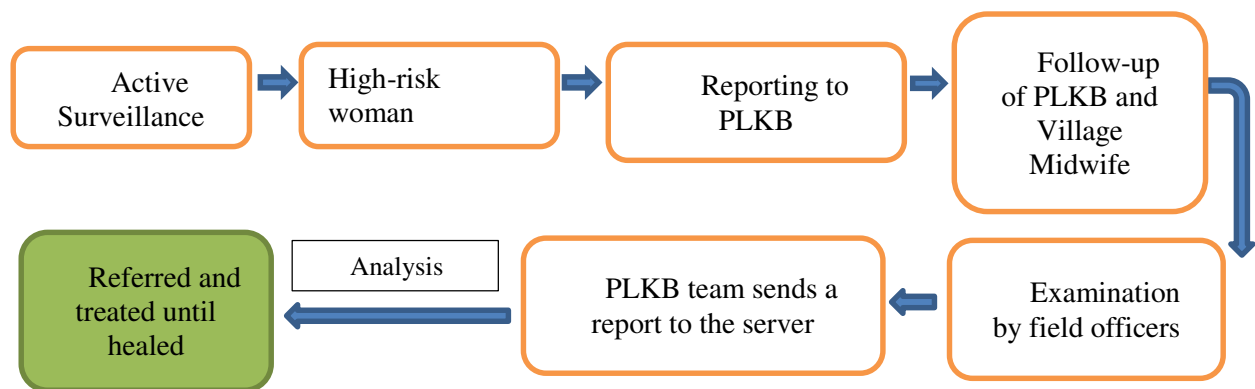 Active
Surveillance
High-risk
woman
Reporting to
PLKB
Follow-up
of PLKB and
Village
Midwife
Examination
by field officers
PLKB team sends a
report to the server
Analysis
Referred and
treated until
healed